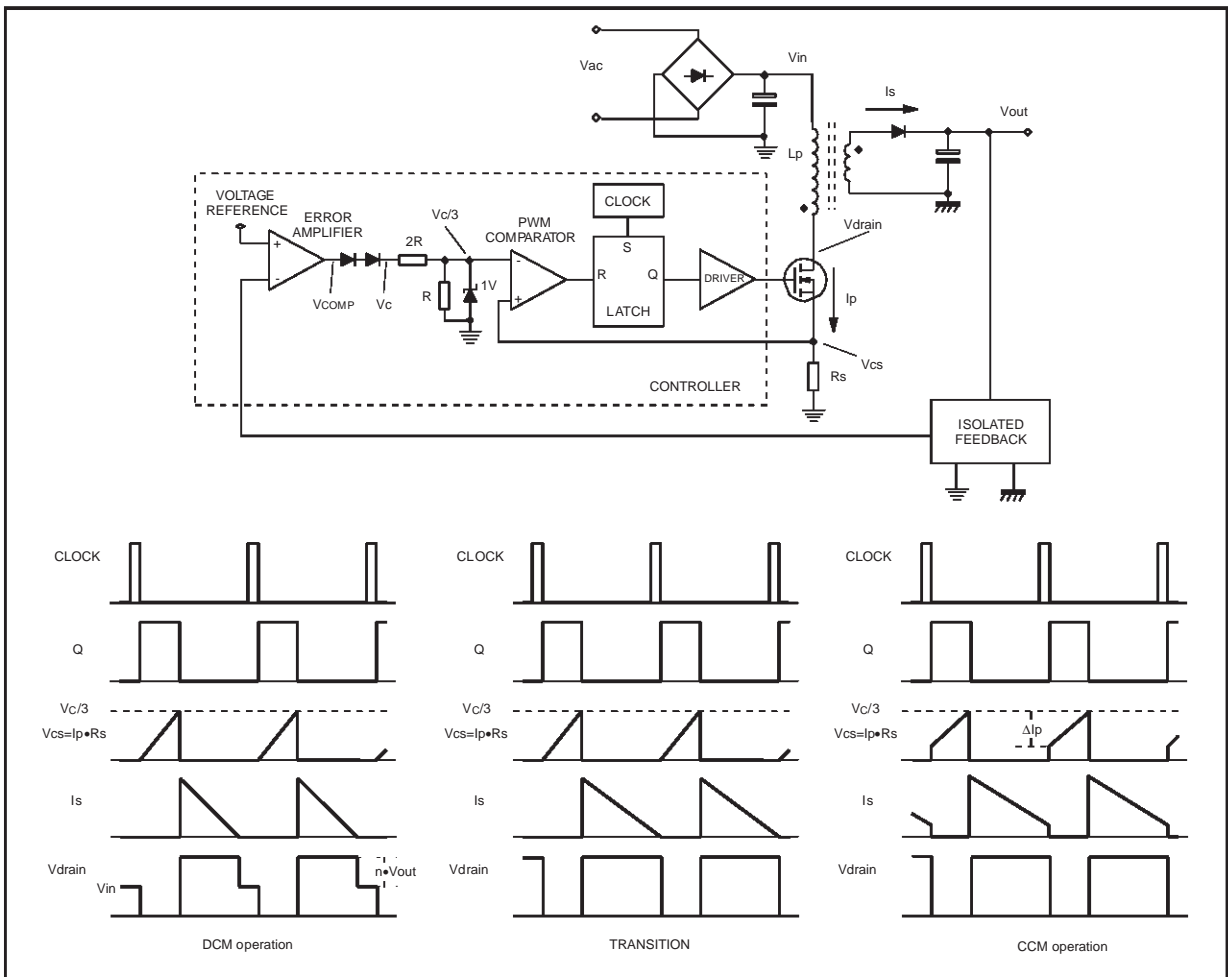 Vac
Vin
Is
Vout
Lp
VOLTAGE
REFERENCE
ERROR
AMPLIFIER
Vc/3
2R
PWM
COMPARATOR
CLOCK
Vdrain
+
-
VCOMP
Vc
R
1V
-
+
R
S
Q
LATCH
DRIVER
Ip
Vcs
Rs
CONTROLLER
ISOLATED
FEEDBACK
CLOCK
Q
Vc/3
Vcs=Ip•Rs
Is
Vdrain
Vin
n•Vout
DCM operation
CLOCK
Q
Vc/3
Vcs=Ip•Rs
Is
Vdrain
TRANSITION
CLOCK
Q
Vc/3
Vcs=Ip•Rs
ΔIp
Is
Vdrain
CCM operation